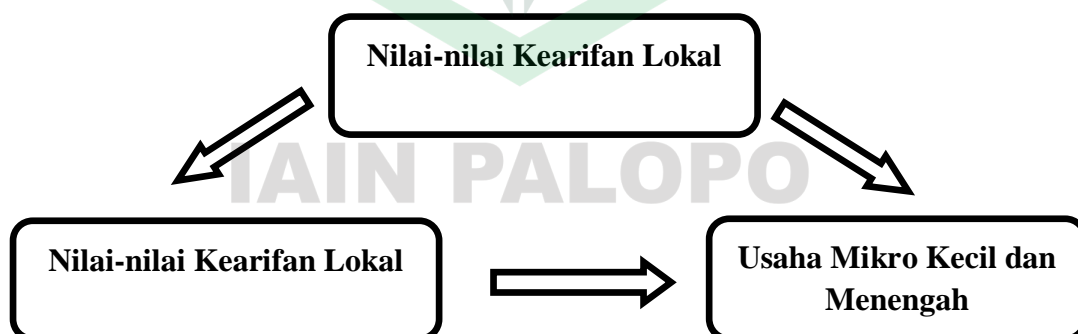 Nilai-nilai Kearifan Lokal
IAIN PALOPO
Nilai-nilai Kearifan Lokal
Usaha Mikro Kecil dan
Menengah